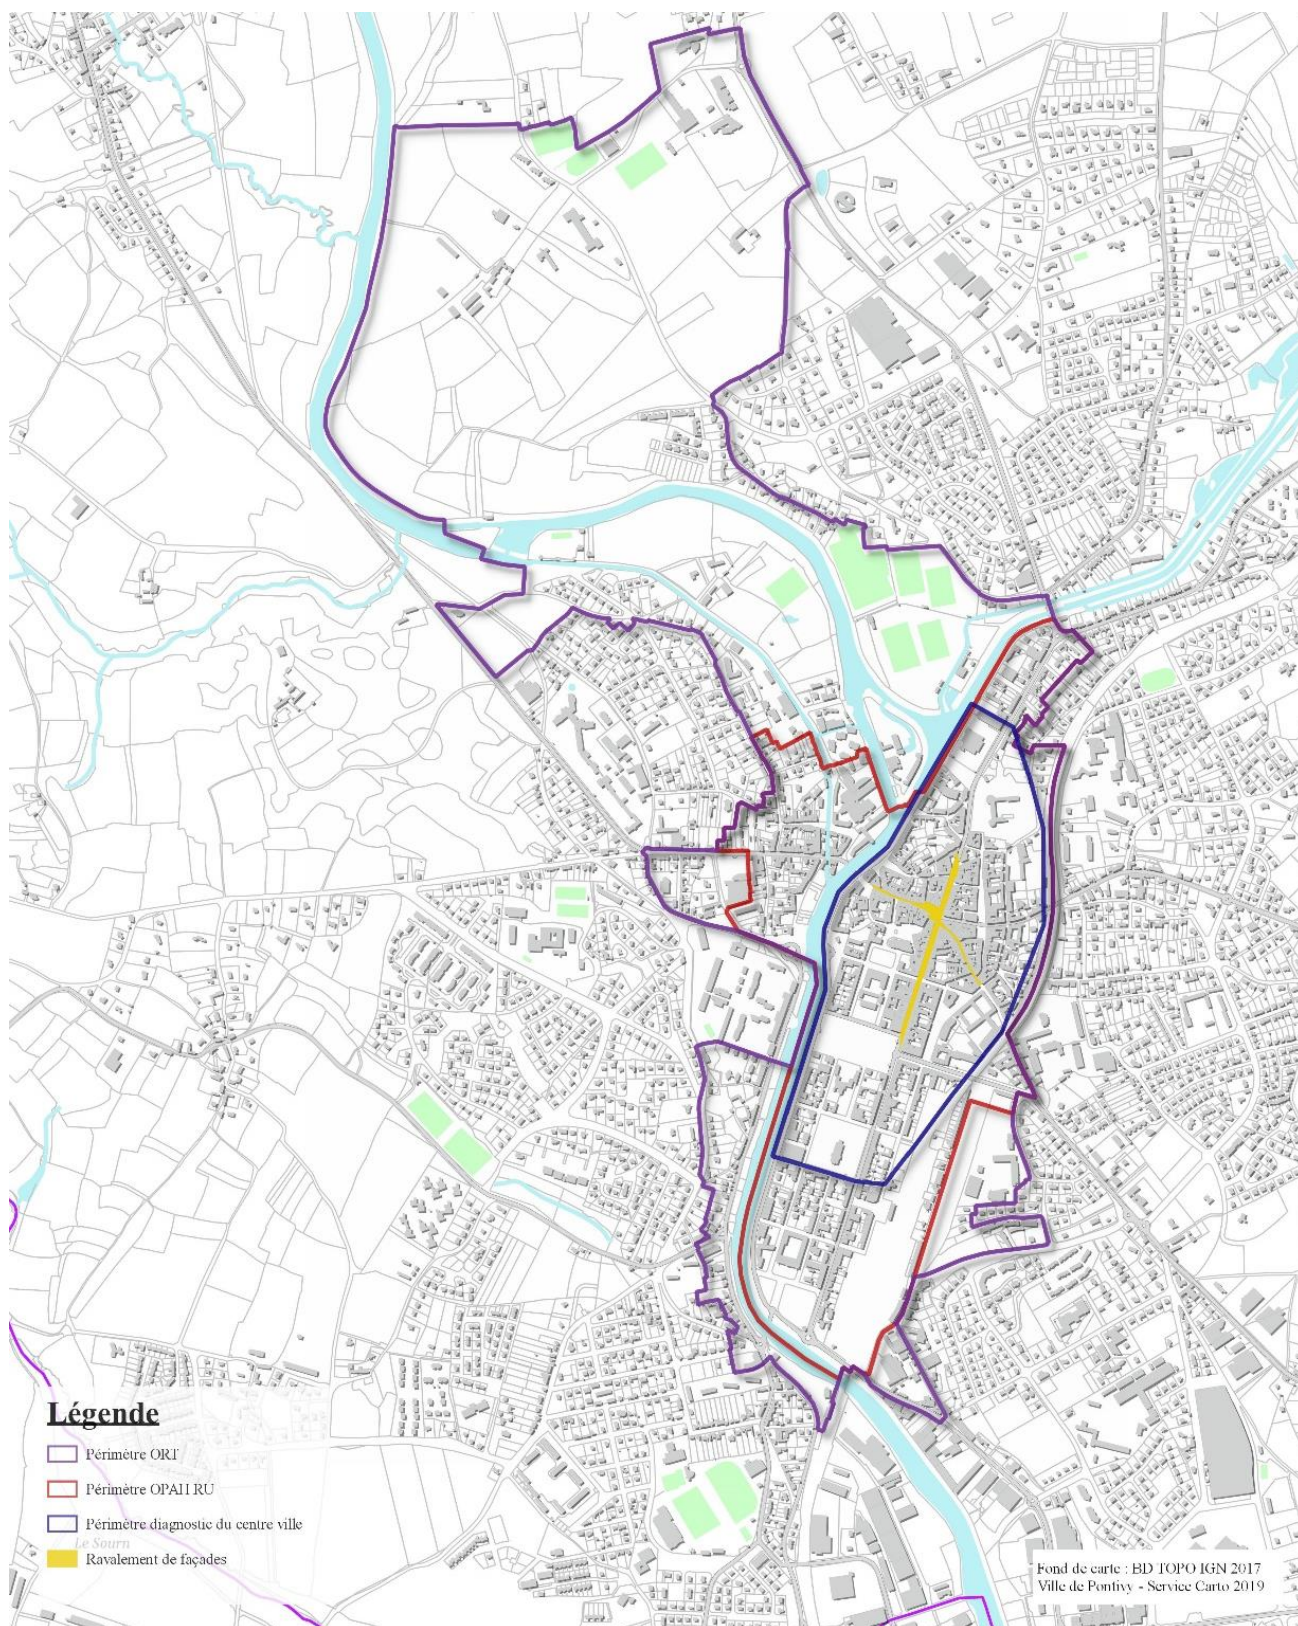 Légende
Périmètre ORT
Périmètre OPAH RU
Périmètre diagnostic du centre ville
Le Sourn
Ravalement de façades
Fond de carte : BD TOPO IGN 2017
Ville de Pontivy - Service Carto 2019